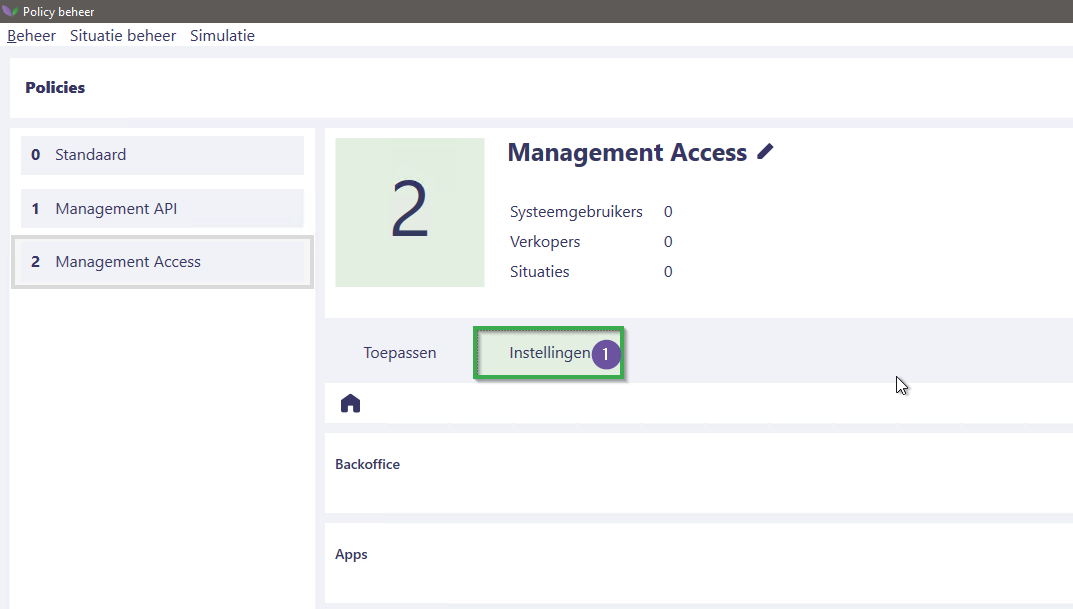 Policy beheer
Beheer Situatie beheer Simulatie
Policies
0 Standaard
1 Management API
2 Management Access
2
Management Access
Systeemgebruikers 0
Verkopers 0
Situaties 0
Toepassen Instellingen 1
Backoffice
Apps